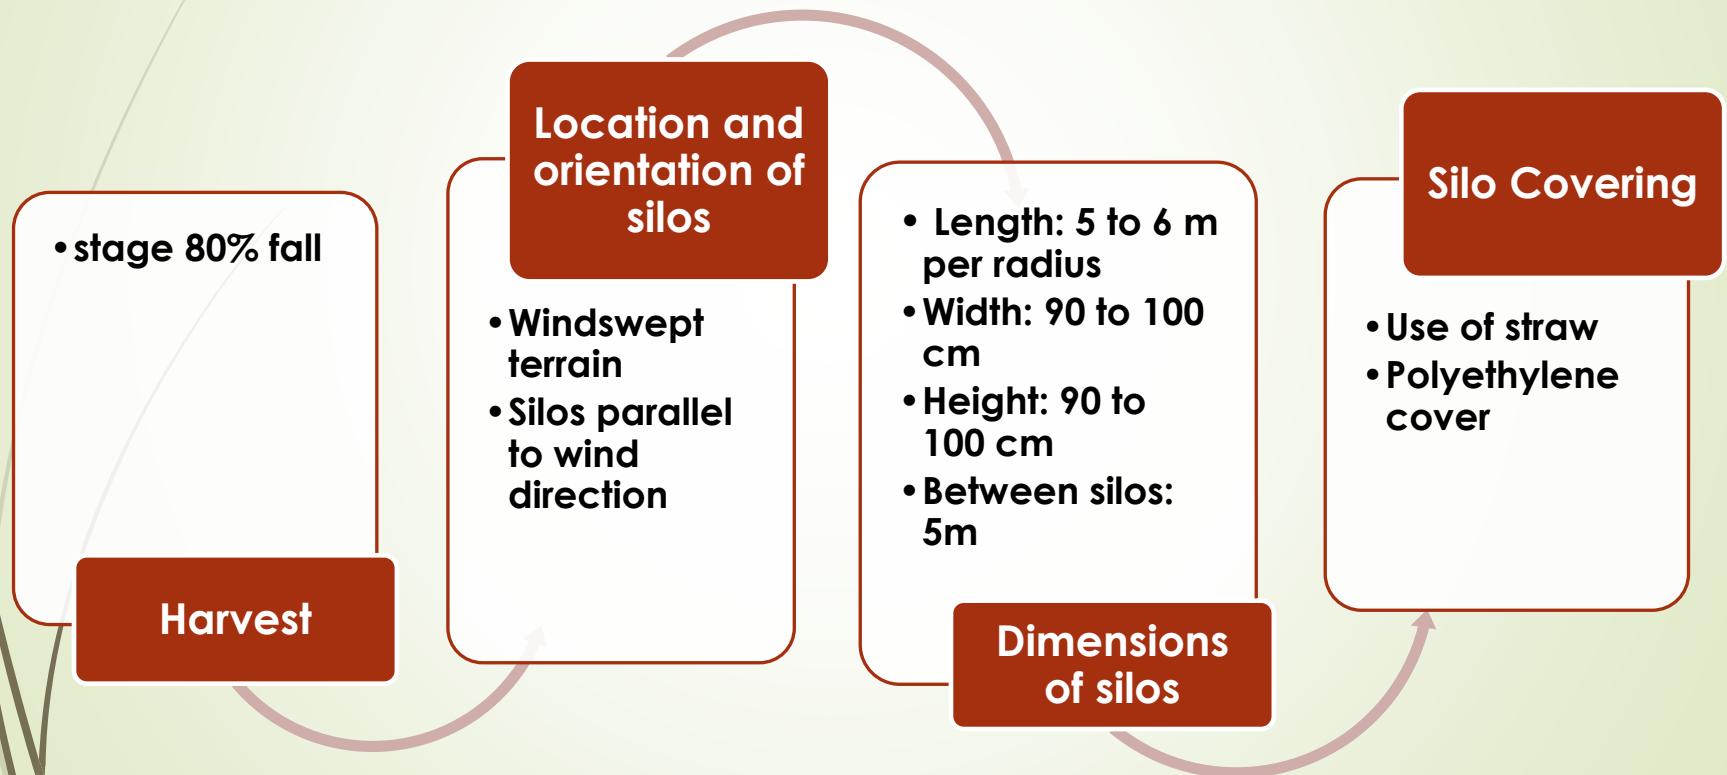 • stage 80% fall
Harvest
Location and
orientation of
silos
• Windswept
terrain
• Silos parallel
to wind
direction
• Length: 5 to 6 m
per radius
• Width: 90 to 100
cm
• Height: 90 to
100 cm
• Between silos:
5m
Dimensions
of silos
Silo Covering
• Use of straw
• Polyethylene
cover